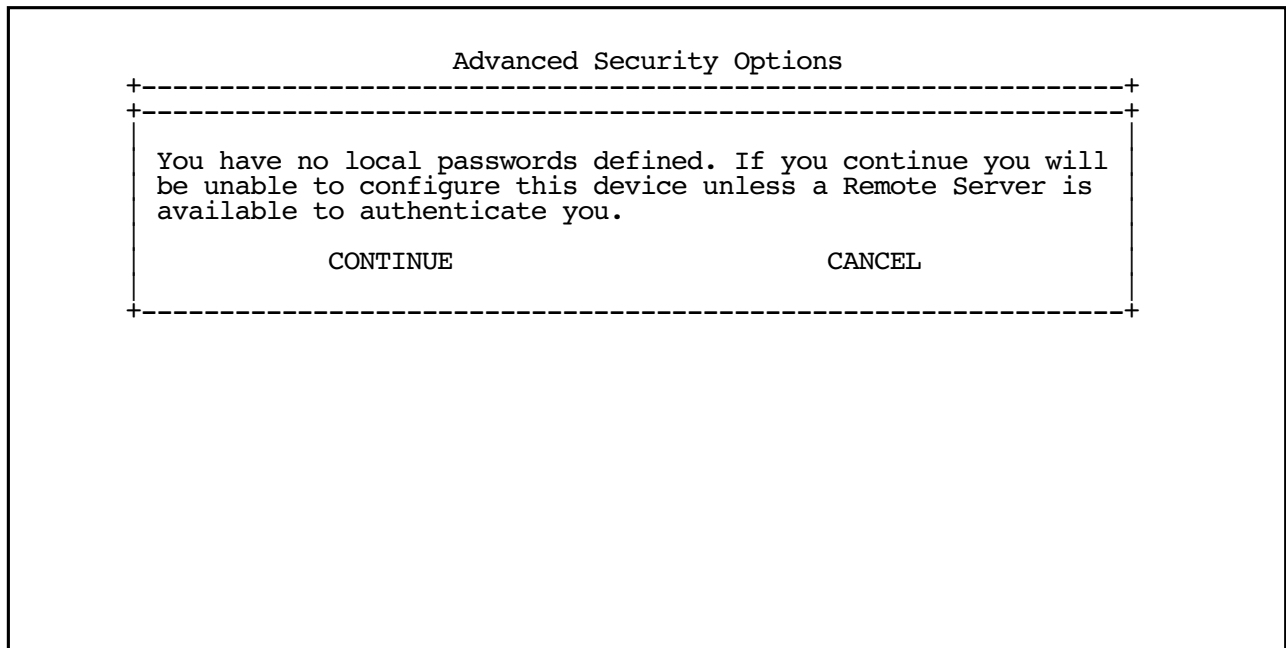 Advanced Security Options
+---------------------------------------------------------------+
+---------------------------------------------------------------+
You have no local passwords defined. If you continue you will
be unable to configure this device unless a Remote Server is
available to authenticate you.
CONTINUE CANCEL
+---------------------------------------------------------------+